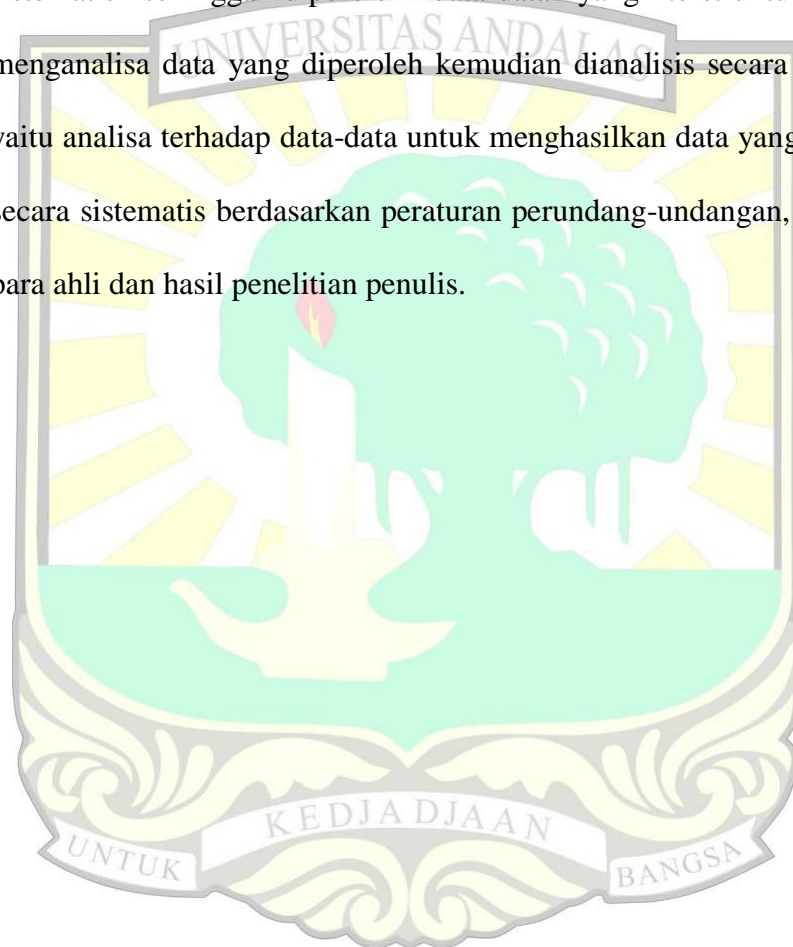 UNIVERSITAS ANDALAS
menganalisa data yang diperoleh kemudian dianalisis secara
yaitu analisa terhadap data-data untuk menghasilkan data yang
secara sistematis berdasarkan peraturan perundang-undangan,
para ahli dan hasil penelitian penulis.
UNTUK KEDJADJAAN BANGSA